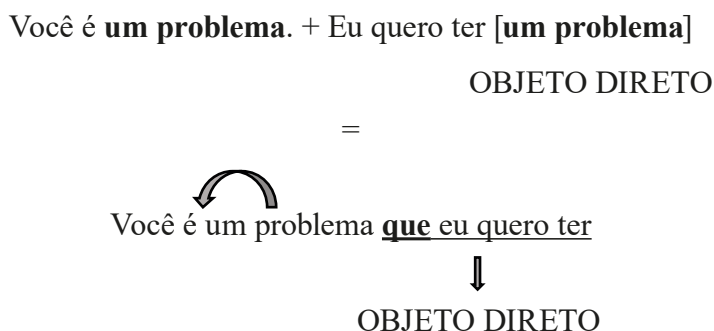 Você é um problema. + Eu quero ter [um problema]
OBJETO DIRETO
=
Você é um problema que eu quero ter
OBJETO DIRETO